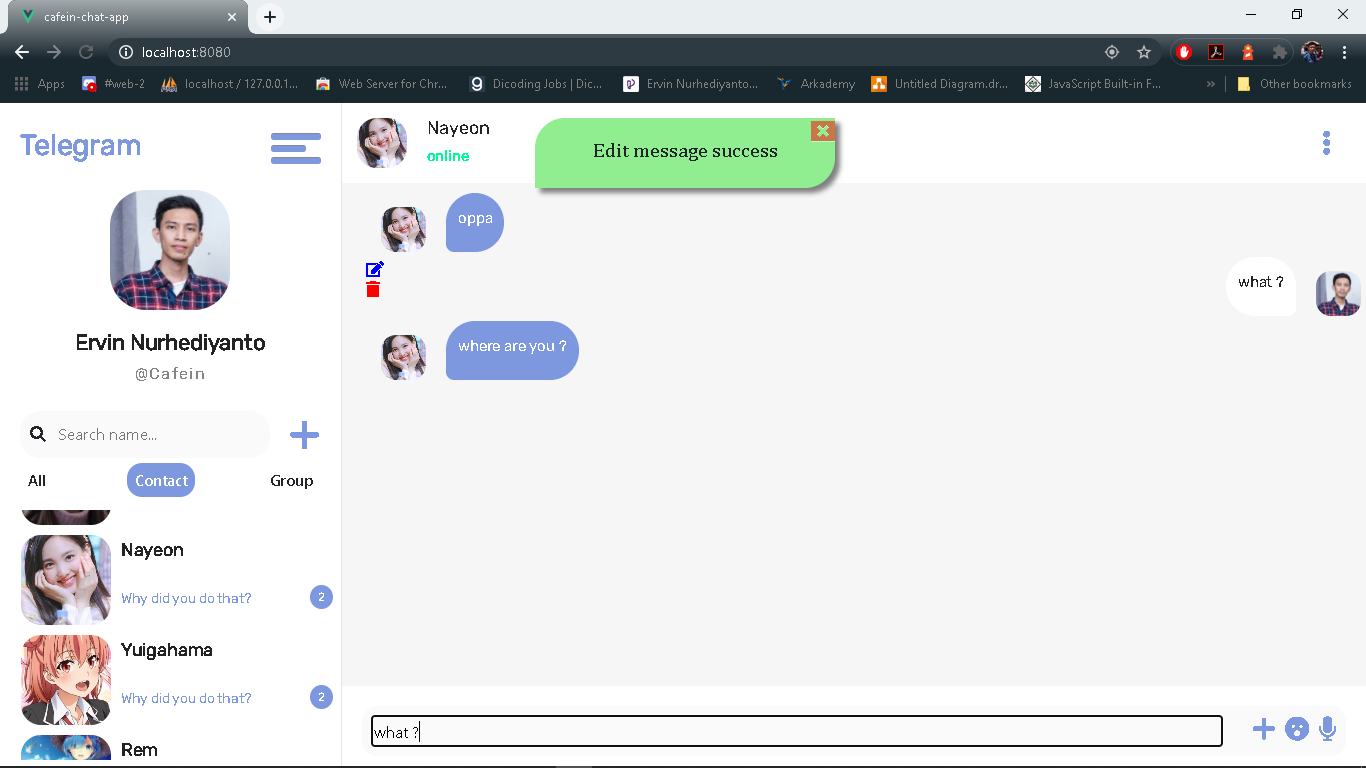 cafein-chat-app
localhost:8080
Apps
#web-2
localhost / 127.0.0.1...
Web Server for Chr...
Dicoding Jobs | Dic...
Ervin Nurhediyanto...
Arkademy
Untitled Diagram.dr...
JavaScript Built-in F...
»
Other bookmarks
Telegram
Ervin Nurhediyanto
@Cafein
Search name...
All
Contact
Group
Nayeon
Why did you do that?
2
Yuigahama
Why did you do that?
2
Rem
Nayeon
online
Edit message success
oppa
what ?
where are you ?
what ?